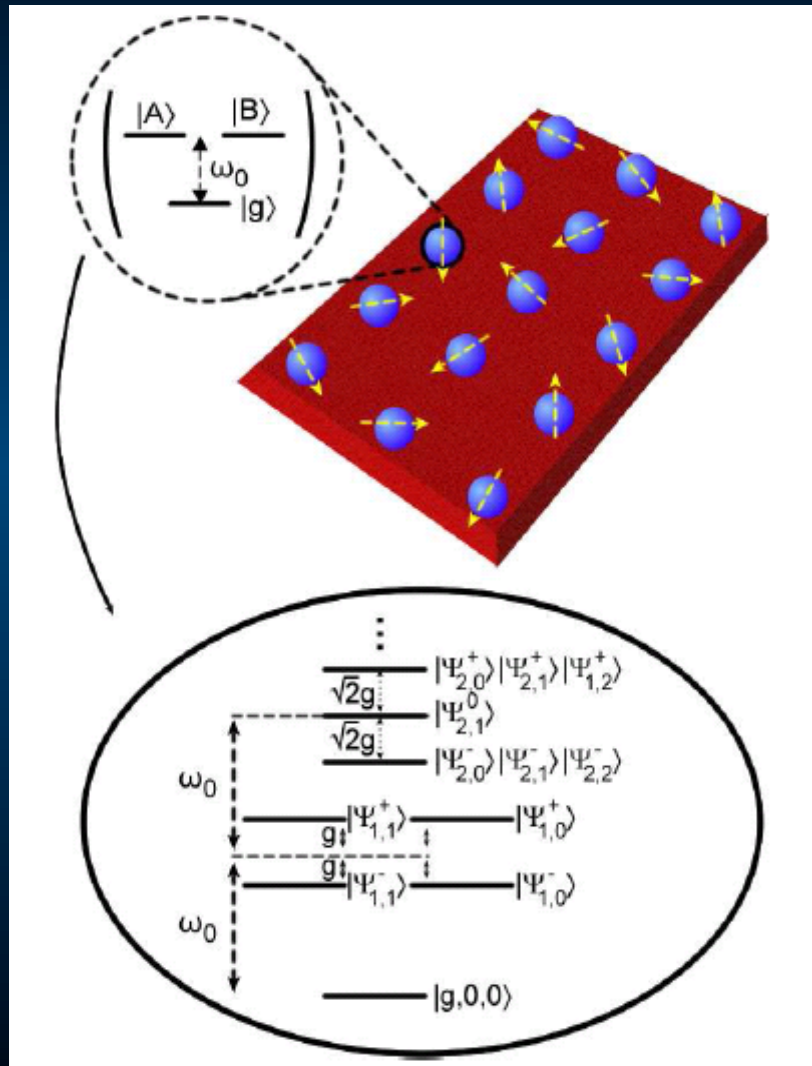 |A⟩ |B⟩
ω₀
|g⟩
⋮
|Ψ⁺₂,₀⟩|Ψ⁺₂,₁⟩|Ψ⁺₁,₂⟩
√2g
|Ψ⁰₂,₁⟩
√2g
|Ψ⁻₂,₀⟩|Ψ⁻₂,₁⟩|Ψ⁻₂,₂⟩
ω₀
|Ψ⁺₁,₁⟩ |Ψ⁺₁,₀⟩
g
g
|Ψ⁻₁,₁⟩ |Ψ⁻₁,₀⟩
ω₀
|g,0,0⟩